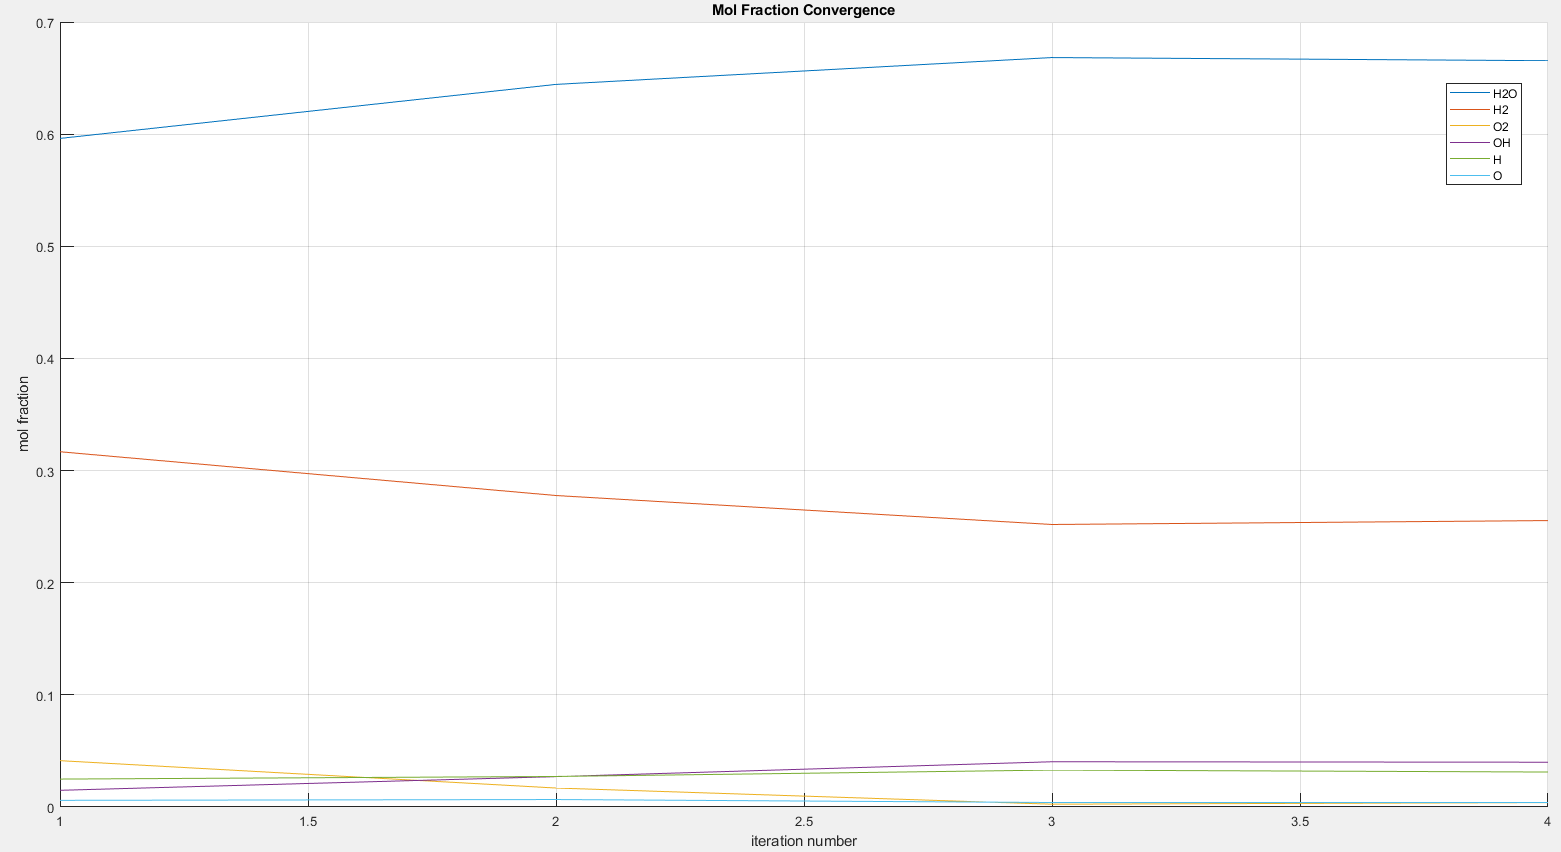 Mol Fraction Convergence
0.7
0.6
0.5
0.4
0.3
0.2
0.1
0
mol fraction
H2O
H2
O2
OH
H
O
1
1.5
2
2.5
3
3.5
4
iteration number